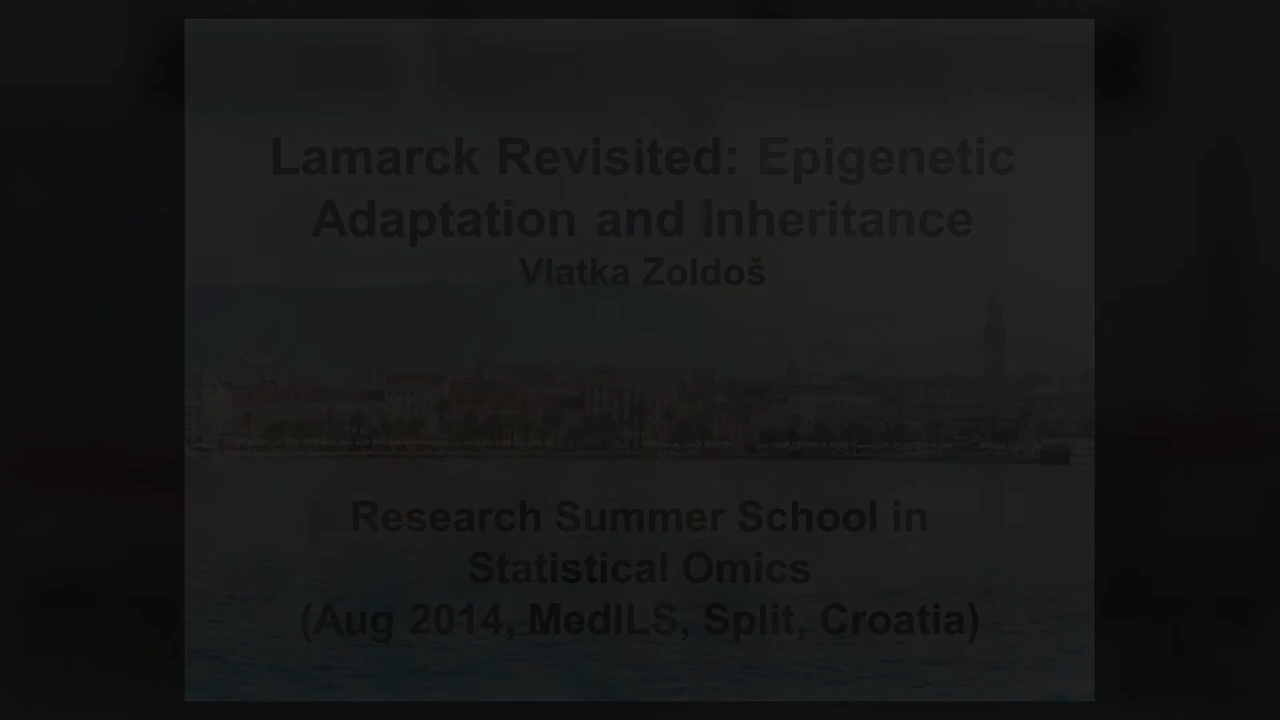 Lamarck Revisited: Epigenetic
Adaptation and Inheritance
Vlatka Zoldoš
Research Summer School in
Statistical Omics
(Aug 2014, MedILS, Split, Croatia)